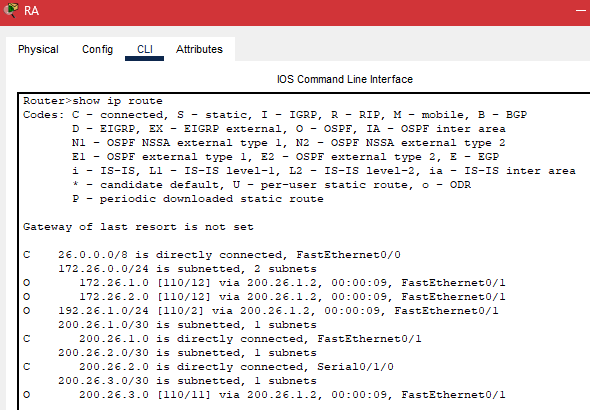 RA
Physical Config CLI Attributes
IOS Command Line Interface
Router>show ip route
Codes: C - connected, S - static, I - IGRP, R - RIP, M - mobile, B - BGP
D - EIGRP, EX - EIGRP external, O - OSPF, IA - OSPF inter area
N1 - OSPF NSSA external type 1, N2 - OSPF NSSA external type 2
E1 - OSPF external type 1, E2 - OSPF external type 2, E - EGP
i - IS-IS, L1 - IS-IS level-1, L2 - IS-IS level-2, ia - IS-IS inter area
* - candidate default, U - per-user static route, o - ODR
P - periodic downloaded static route
Gateway of last resort is not set
C 26.0.0.0/8 is directly connected, FastEthernet0/0
172.26.0.0/24 is subnetted, 2 subnets
O 172.26.1.0 [110/12] via 200.26.1.2, 00:00:09, FastEthernet0/1
O 172.26.2.0 [110/12] via 200.26.1.2, 00:00:09, FastEthernet0/1
O 192.26.1.0/24 [110/2] via 200.26.1.2, 00:00:09, FastEthernet0/1
200.26.1.0/30 is subnetted, 1 subnets
C 200.26.1.0 is directly connected, FastEthernet0/1
200.26.2.0/30 is subnetted, 1 subnets
C 200.26.2.0 is directly connected, Serial0/1/0
200.26.3.0/30 is subnetted, 1 subnets
O 200.26.3.0 [110/11] via 200.26.1.2, 00:00:09, FastEthernet0/1